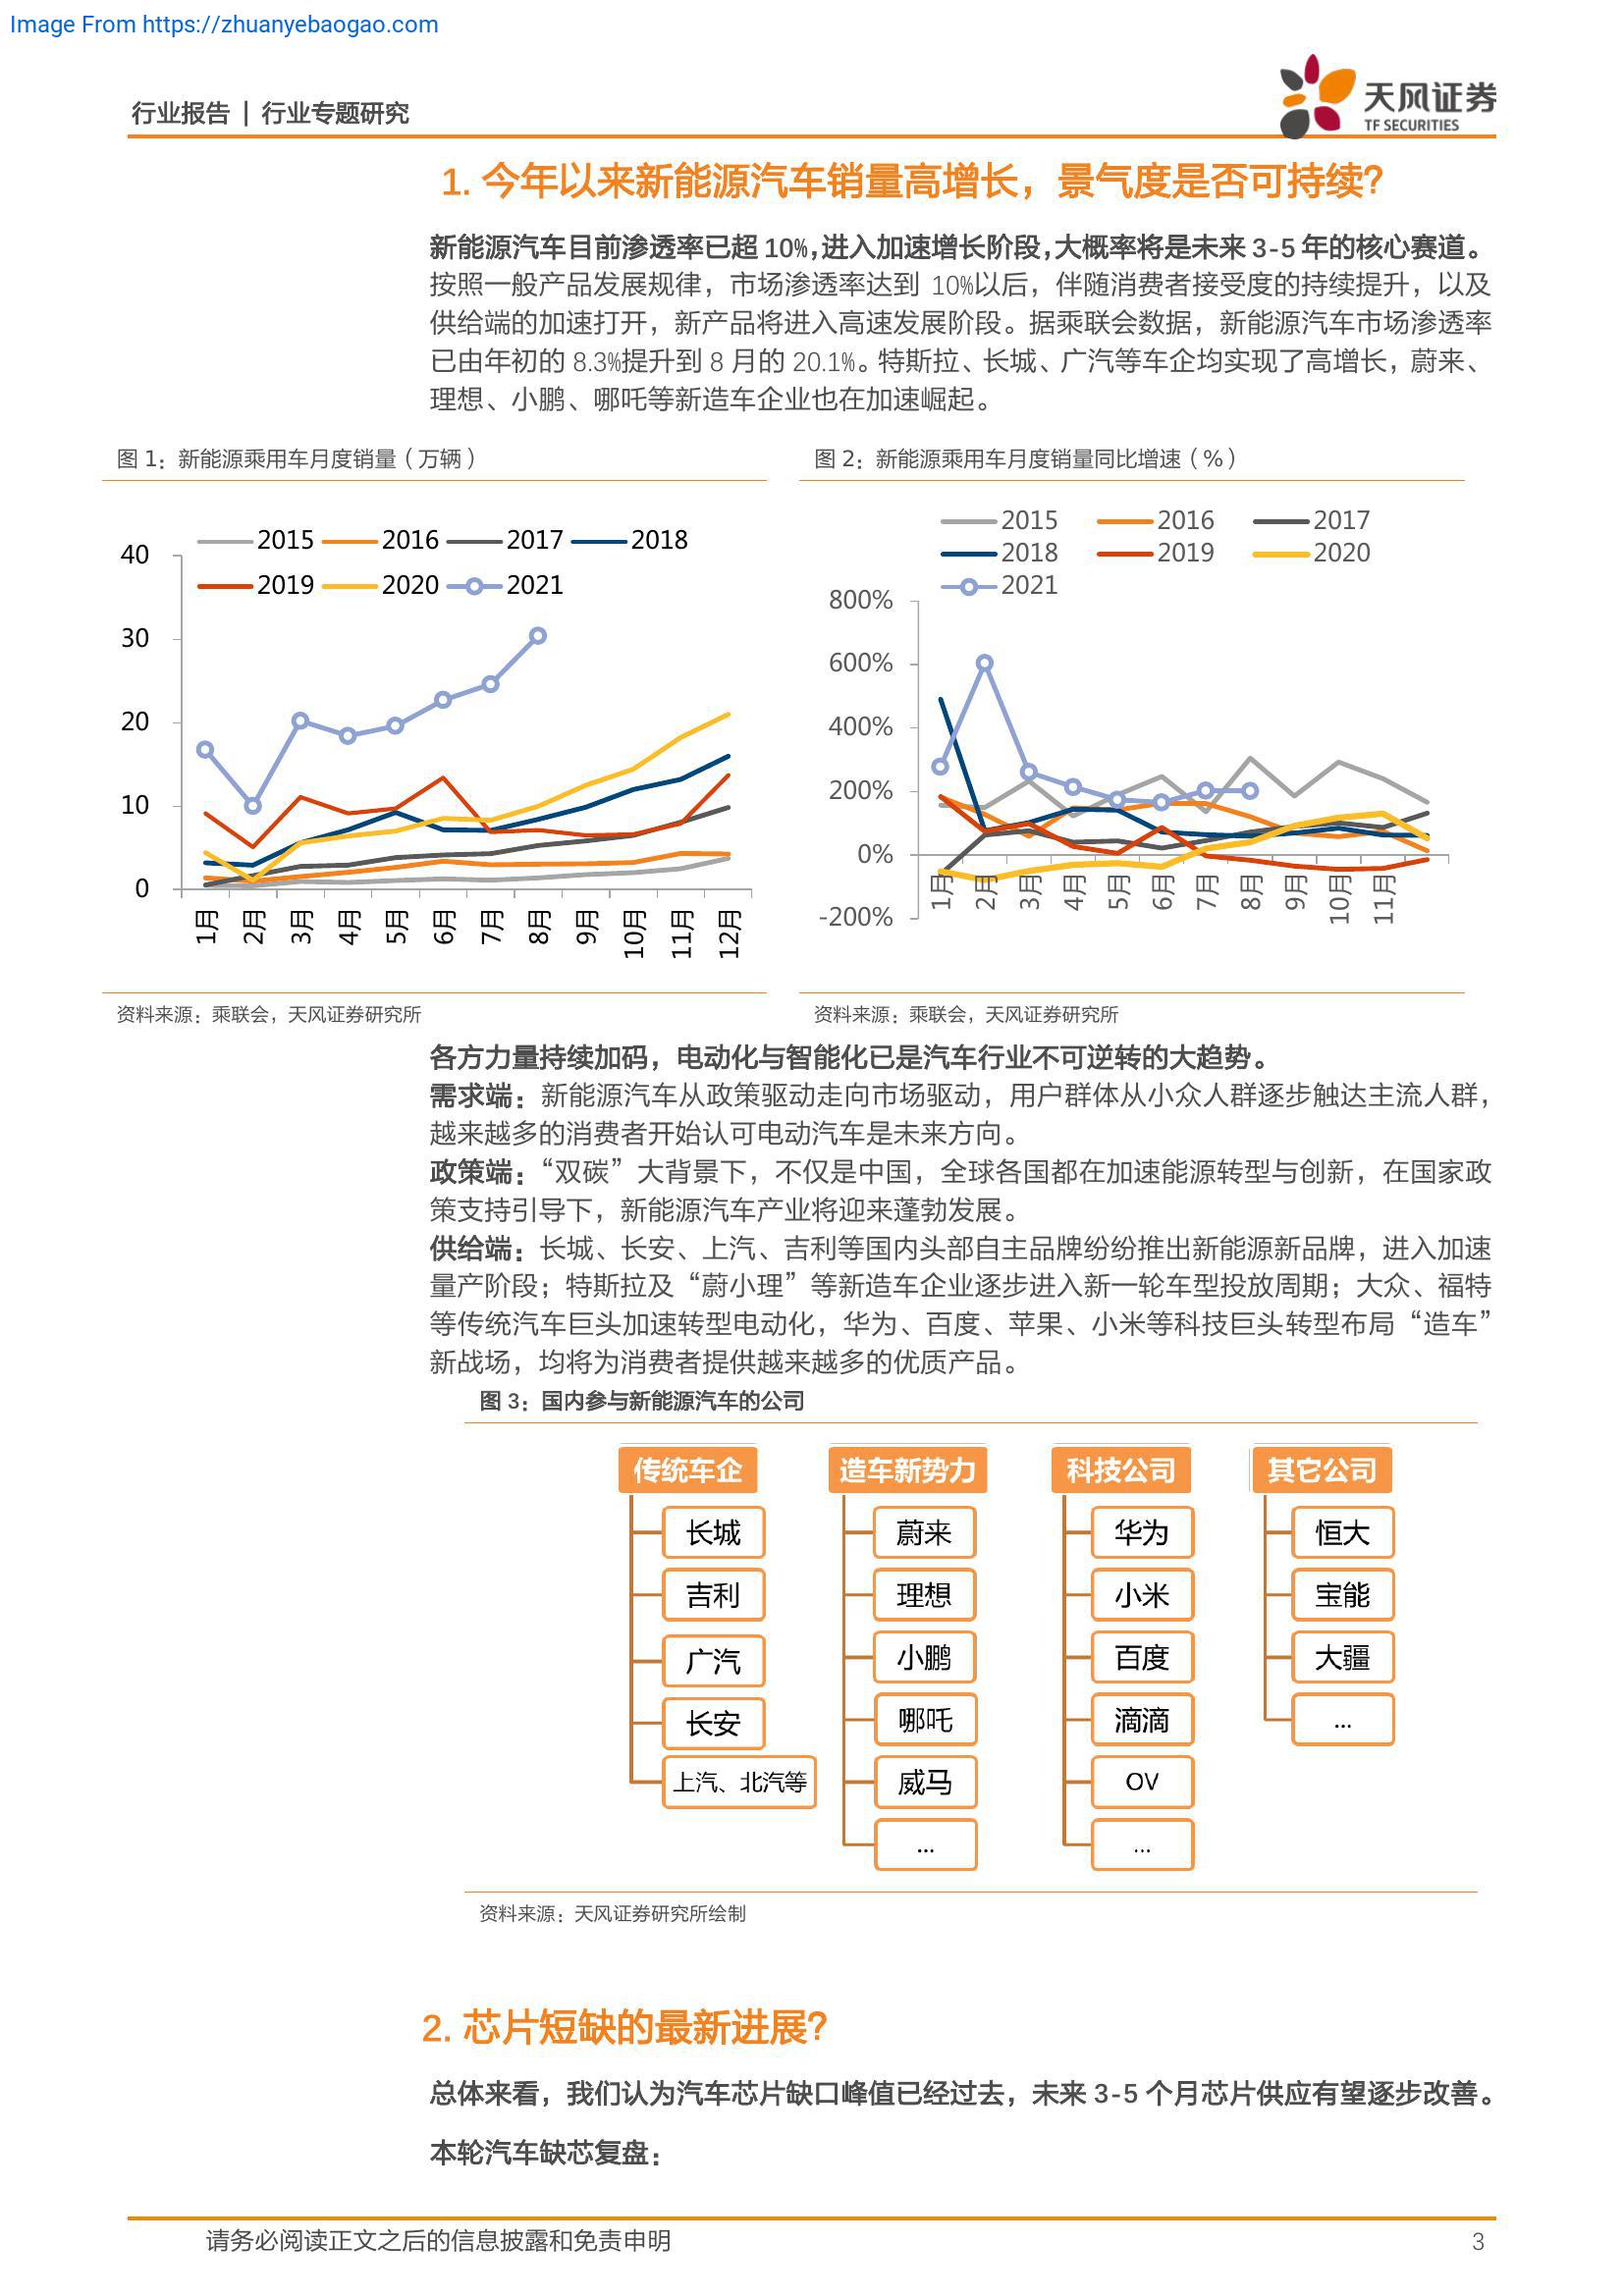 Image From https://zhuanyebaogao.com
行业报告 | 行业专题研究
天风证券
TF SECURITIES
1. 今年以来新能源汽车销量高增长，景气度是否可持续？
新能源汽车目前渗透率已超 10%，进入加速增长阶段，大概率将是未来 3-5 年的核心赛道。
按照一般产品发展规律，市场渗透率达到 10%以后，伴随消费者接受度的持续提升，以及
供给端的加速打开，新产品将进入高速发展阶段。据乘联会数据，新能源汽车市场渗透率
已由年初的 8.3%提升到 8 月的 20.1%。特斯拉、长城、广汽等车企均实现了高增长，蔚来、
理想、小鹏、哪吒等新造车企业也在加速崛起。
图 1：新能源乘用车月度销量（万辆）
2015 2016 2017 2018
2019 2020 2021
40
30
20
10
0
1月 2月 3月 4月 5月 6月 7月 8月 9月 10月 11月 12月
资料来源：乘联会，天风证券研究所
图 2：新能源乘用车月度销量同比增速（%）
2015 2016 2017
2018 2019 2020
2021
800%
600%
400%
200%
0%
-200%
1月 2月 3月 4月 5月 6月 7月 8月 9月 10月 11月
资料来源：乘联会，天风证券研究所
各方力量持续加码，电动化与智能化已是汽车行业不可逆转的大趋势。
需求端：新能源汽车从政策驱动走向市场驱动，用户群体从小众人群逐步触达主流人群，
越来越多的消费者开始认可电动汽车是未来方向。
政策端：“双碳”大背景下，不仅是中国，全球各国都在加速能源转型与创新，在国家政
策支持引导下，新能源汽车产业将迎来蓬勃发展。
供给端：长城、长安、上汽、吉利等国内头部自主品牌纷纷推出新能源新品牌，进入加速
量产阶段；特斯拉及“蔚小理”等新造车企业逐步进入新一轮车型投放周期；大众、福特
等传统汽车巨头加速转型电动化，华为、百度、苹果、小米等科技巨头转型布局“造车”
新战场，均将为消费者提供越来越多的优质产品。
图 3：国内参与新能源汽车的公司
传统车企
长城
吉利
广汽
长安
上汽、北汽等
造车新势力
蔚来
理想
小鹏
哪吒
威马
...
科技公司
华为
小米
百度
滴滴
OV
...
其它公司
恒大
宝能
大疆
...
资料来源：天风证券研究所绘制
2. 芯片短缺的最新进展？
总体来看，我们认为汽车芯片缺口峰值已经过去，未来 3-5 个月芯片供应有望逐步改善。
本轮汽车缺芯复盘：
请务必阅读正文之后的信息披露和免责申明
3